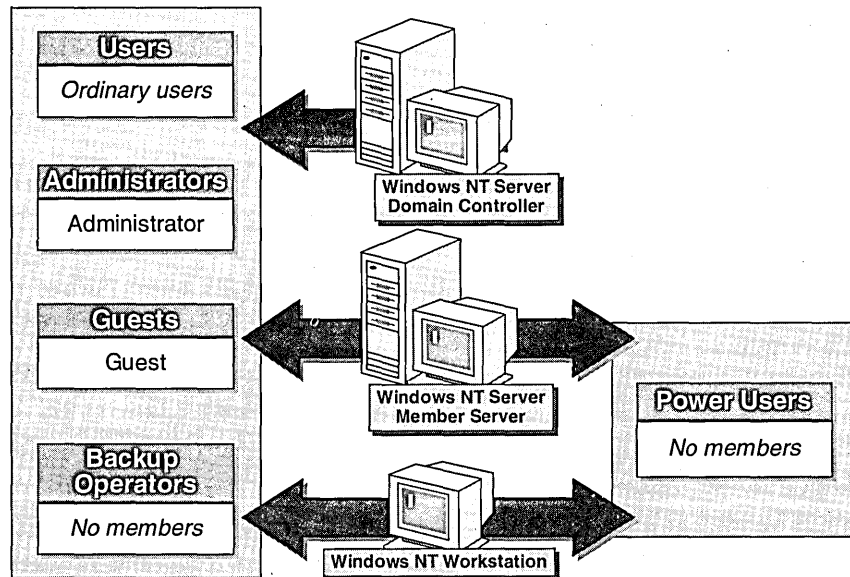 Users
Ordinary users
Administrators
Administrator
Guests
Guest
Backup
Operators
No members
Windows NT Server
Domain Controller
Windows NT Server
Member Server
Windows NT Workstation
Power Users
No members